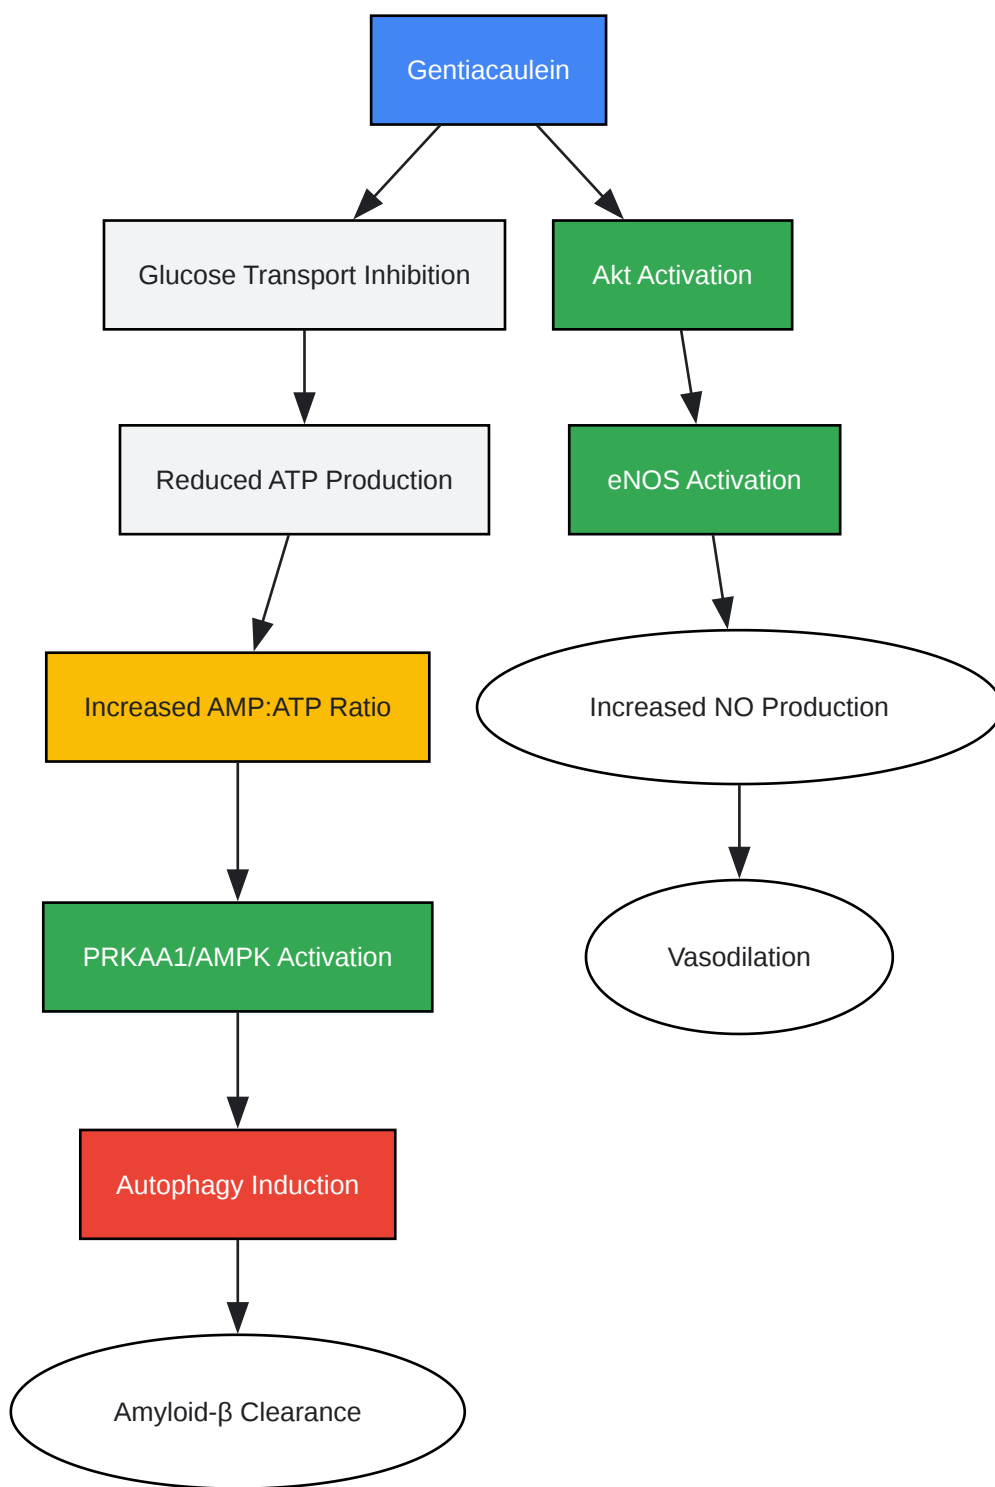 Gentiacaulein
Glucose Transport Inhibition
Akt Activation
Reduced ATP Production
eNOS Activation
Increased AMP:ATP Ratio
Increased NO Production
PRKAA1/AMPK Activation
Vasodilation
Autophagy Induction
Amyloid-β Clearance